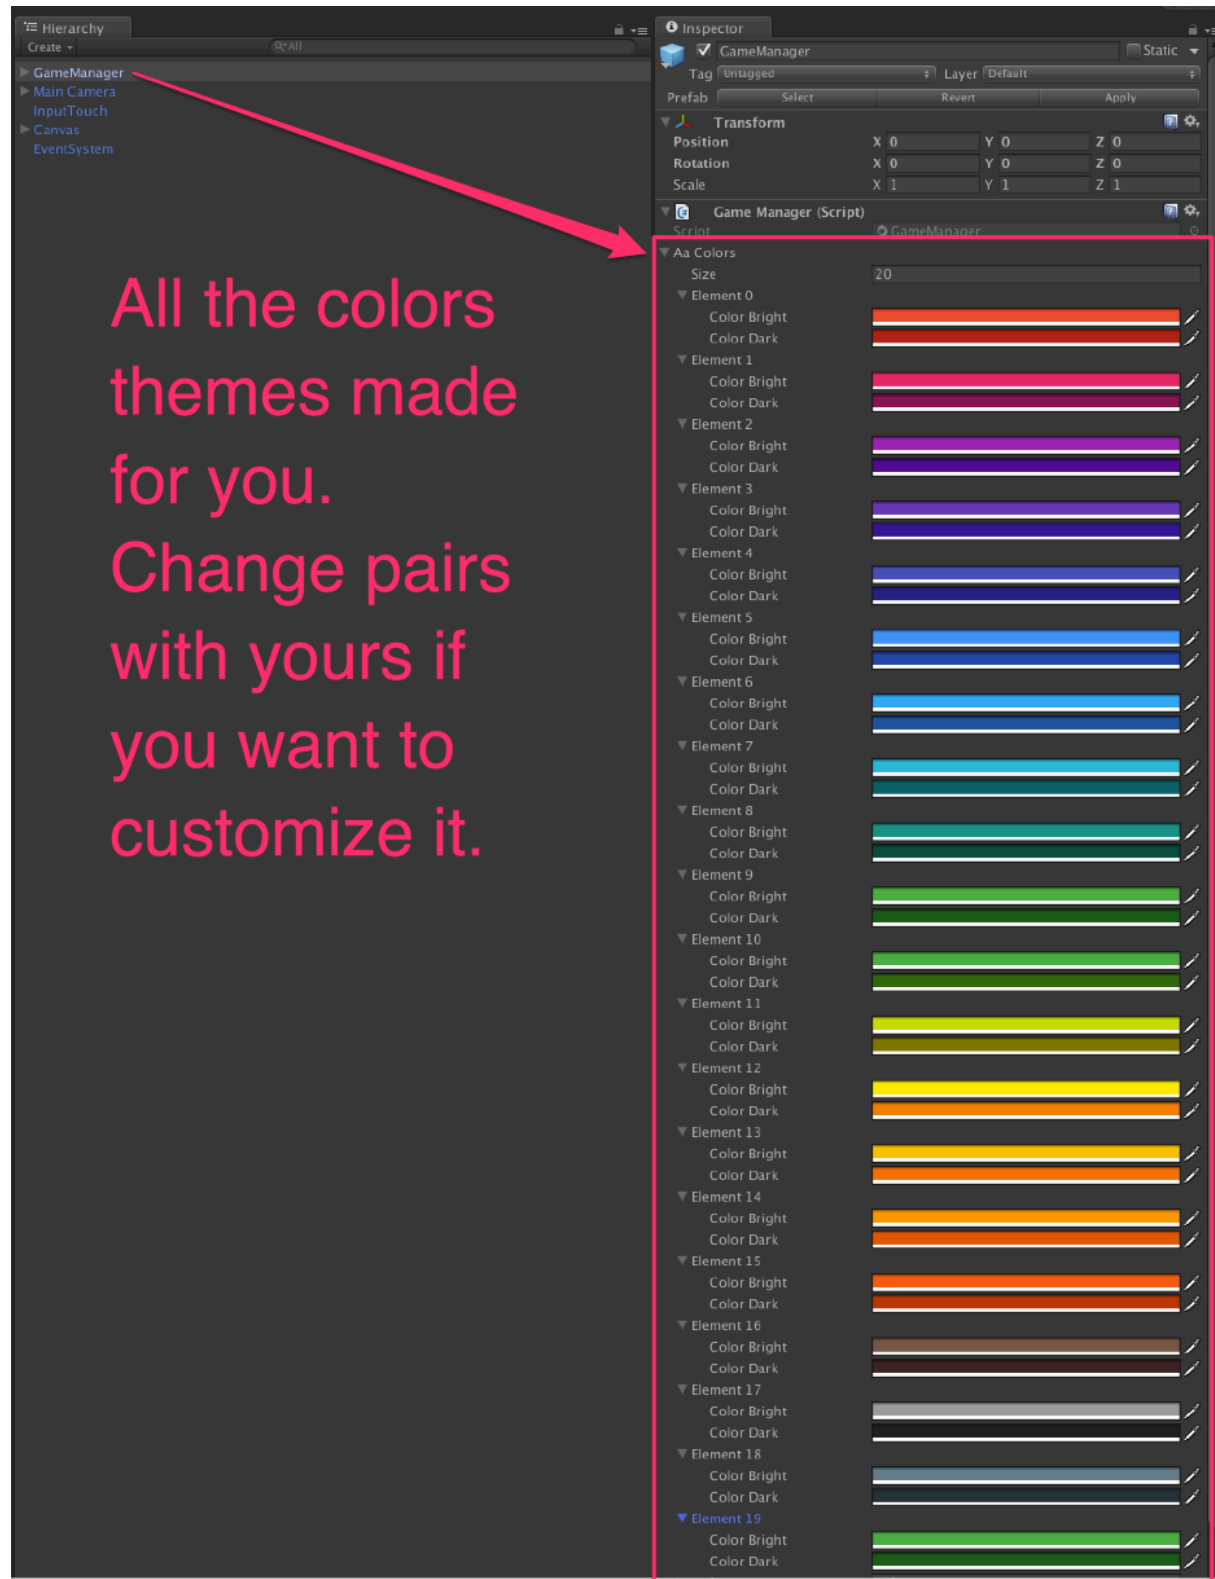 Hierarchy
Create
All
GameManager
Main Camera
InputTouch
Canvas
EventSystem
All the colors
themes made
for you.
Change pairs
with yours if
you want to
customize it.
Inspector
GameManager Static
Tag Untagged Layer Default
Prefab Select Revert Apply
Transform
Position X 0 Y 0 Z 0
Rotation X 0 Y 0 Z 0
Scale X 1 Y 1 Z 1
Game Manager (Script)
Script GameManager
Aa Colors
Size 20
Element 0
Color Bright
Color Dark
Element 1
Color Bright
Color Dark
Element 2
Color Bright
Color Dark
Element 3
Color Bright
Color Dark
Element 4
Color Bright
Color Dark
Element 5
Color Bright
Color Dark
Element 6
Color Bright
Color Dark
Element 7
Color Bright
Color Dark
Element 8
Color Bright
Color Dark
Element 9
Color Bright
Color Dark
Element 10
Color Bright
Color Dark
Element 11
Color Bright
Color Dark
Element 12
Color Bright
Color Dark
Element 13
Color Bright
Color Dark
Element 14
Color Bright
Color Dark
Element 15
Color Bright
Color Dark
Element 16
Color Bright
Color Dark
Element 17
Color Bright
Color Dark
Element 18
Color Bright
Color Dark
Element 19
Color Bright
Color Dark